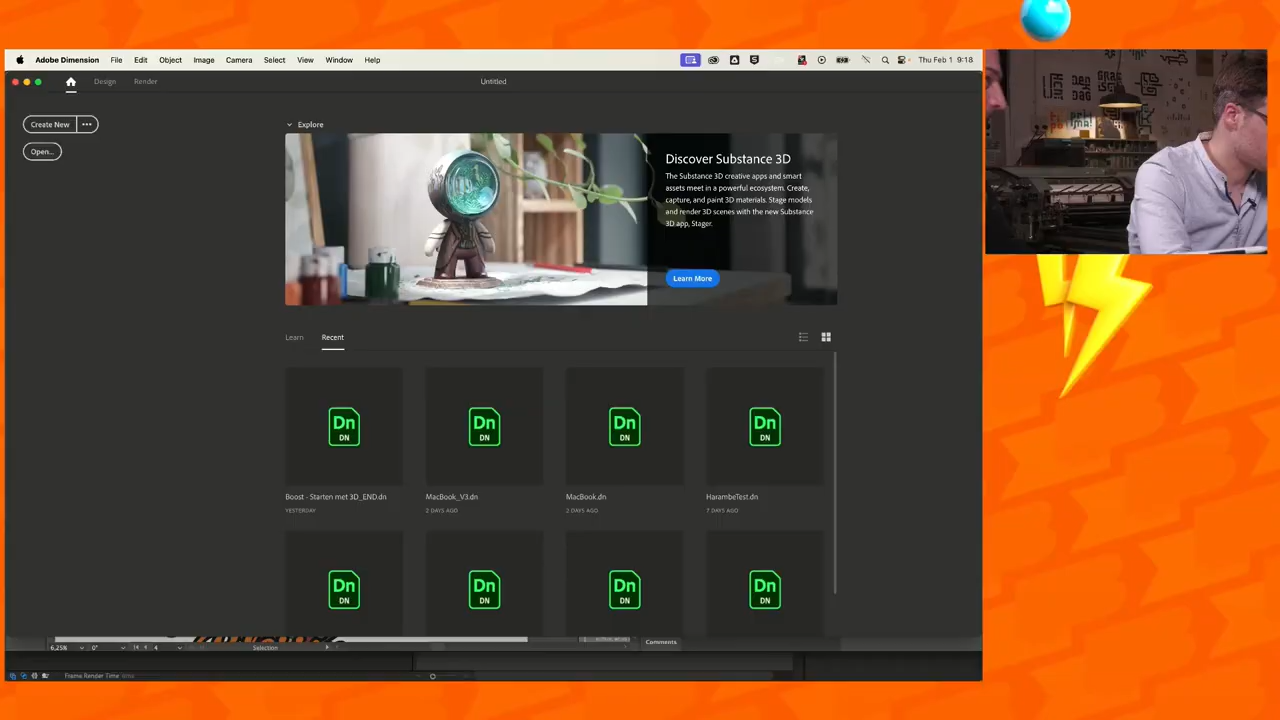 Adobe Dimension File Edit Object Image Camera Select View Window Help
Thu Feb 1 9:18
Design Render
Untitled
Create New
Open...
Explore
Discover Substance 3D
The Substance 3D creative apps and smart
assets meet in a powerful ecosystem. Create,
capture, and paint 3D materials. Stage models
and render 3D scenes with the new Substance
3D app, Stager.
Learn More
Learn Recent
Dn DN
Dn DN
Dn DN
Dn DN
Boost - Starten met 3D_END.dn
YESTERDAY
MacBook_V3.dn
2 DAYS AGO
MacBook.dn
2 DAYS AGO
HarambeTest.dn
7 DAYS AGO
Dn DN
Dn DN
Dn DN
Dn DN
Comments
6,25% 0° 4 Selection
Frame Render Time